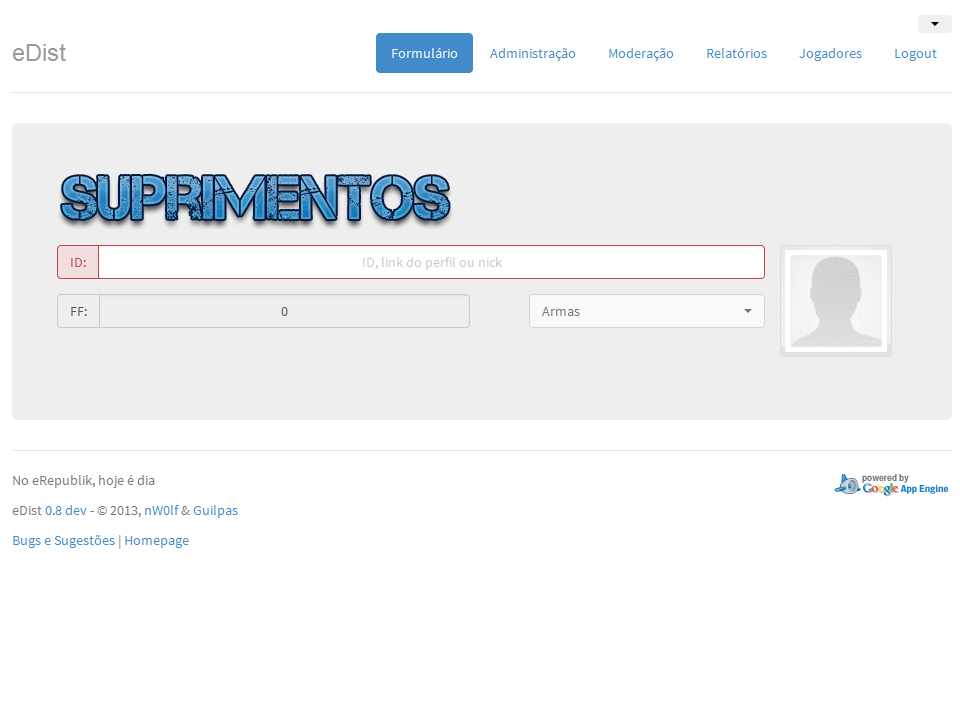 eDist
Formulário Administração Moderação Relatórios Jogadores Logout
SUPRIMENTOS
ID: ID, link do perfil ou nick
FF: 0 Armas
No eRepublik, hoje é dia
powered by
Google App Engine
eDist 0.8 dev - © 2013, nW0lf & Guilpas
Bugs e Sugestões | Homepage